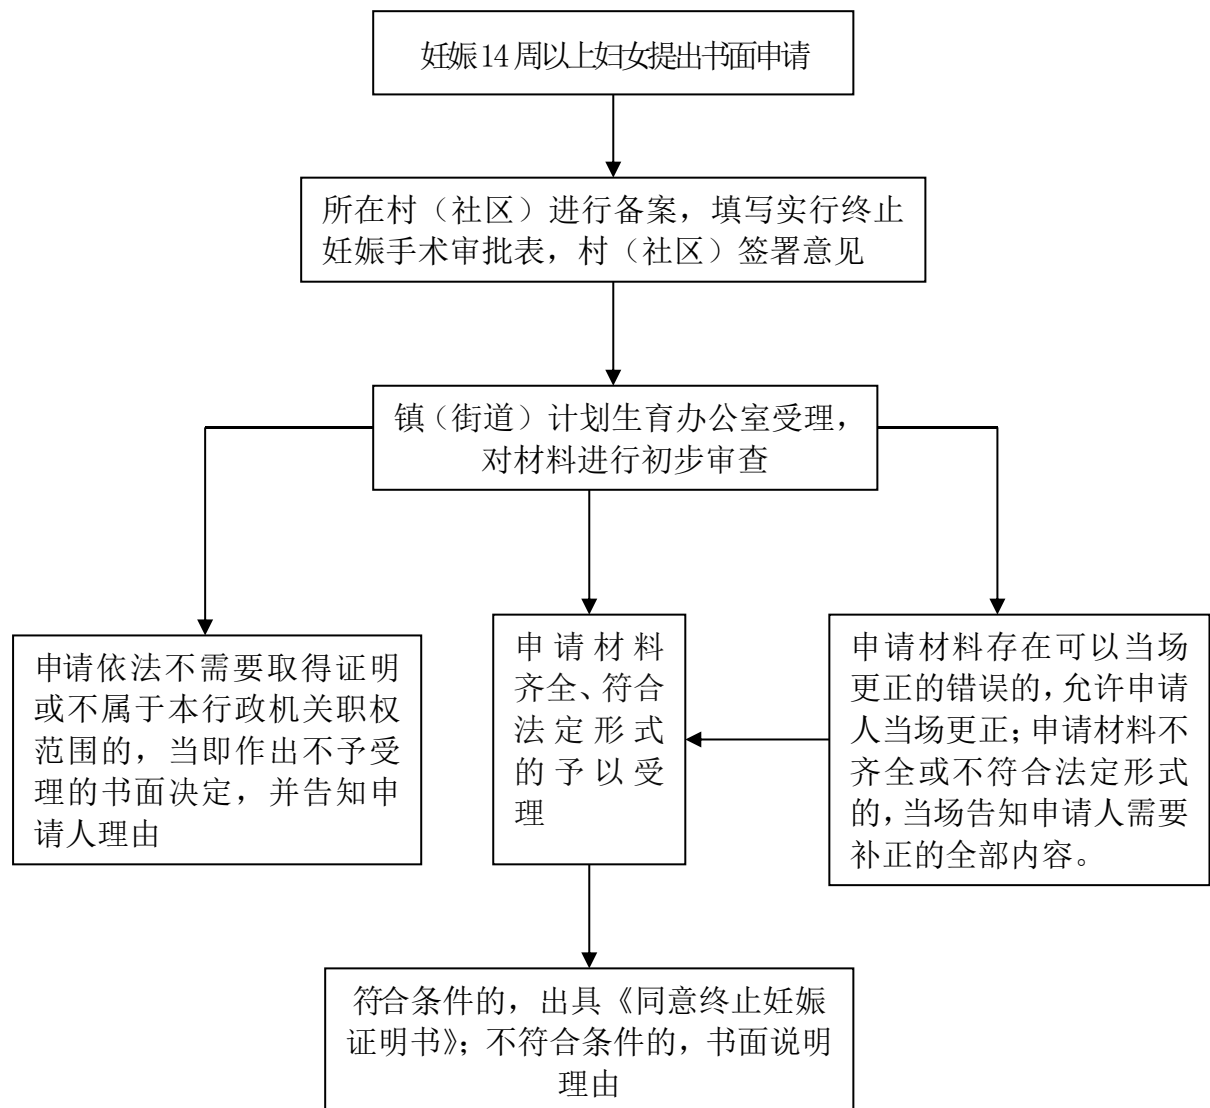 妊娠14周以上妇女提出书面申请
所在村（社区）进行备案，填写实行终止
妊娠手术审批表，村（社区）签署意见
镇（街道）计划生育办公室受理，
对材料进行初步审查
申请依法不需要取得证明
或不属于本行政机关职权
范围的，当即作出不予受
理的书面决定，并告知申
请人理由
申请材料
齐全、符合
法定形式
的予以受
理
申请材料存在可以当场
更正的错误的，允许申请
人当场更正；申请材料不
齐全或不符合法定形式
的，当场告知申请人需要
补正的全部内容。
符合条件的，出具《同意终止妊娠
证明书》；不符合条件的，书面说明
理由